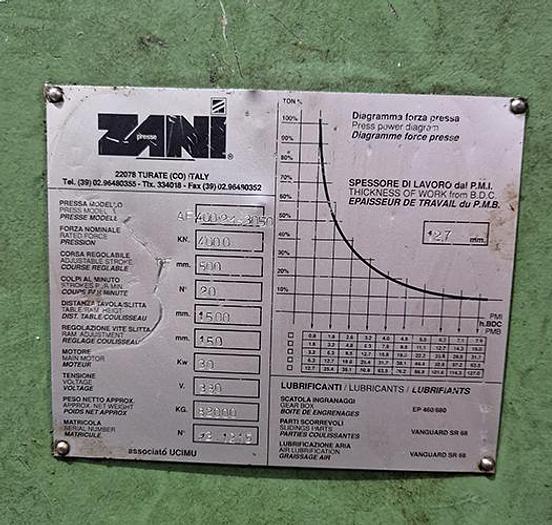 presse
ZANI
®
22078 TURATE (CO) ITALY
Tel. (39) 02.96480355 - Tlx. 334018 - Fax (39) 02.96490352
PRESSA MODELLO
PRESS MODEL
PRESSE MODELE
FORZA NOMINALE
RATED FORCE
PRESSION
KN. 4000
CORSA REGOLABILE
ADJUSTABLE STROKE
COURSE REGLABLE
mm. 500
COLPI AL MINUTO
STROKES PER MIN
COUPS PAR MINUTE
N° 20
DISTANZA TAVOLA/SLITTA
TABLE/RAM HEIGT
DIST. TABLE/COULISSEAU
mm. 1500
REGOLAZIONE VITE SLITTA
RAM ADJUSTMENT
REGLAGE COULISSEAU
mm. 150
MOTORE
MAIN MOTOR
MOTEUR
Kw 30
TENSIONE
VOLTAGE
VOLTAGE
V. 380
PESO NETTO APPROX.
APPROX. NET WEIGHT
POIDS NET APPROX.
KG. 82000
MATRICOLA
SERIAL NUMBER
MATRICULE
N°
associato UCIMU
TON %
100%
90%
80%
70%
60%
50%
40%
30%
20%
10%
Diagramma forza pressa
Press power diagram
Diagramme force presse
SPESSORE DI LAVORO dal P.M.I.
THICKNESS OF WORK from B.D.C.
EPAISSEUR DE TRAVAIL du P.M.B.
12.7 mm.
PMI
h.BDC
PMB
LUBRIFICANTI / LUBRICANTS / LUBRIFIANTS
SCATOLA INGRANAGGI
GEAR BOX
BOITE DE ENGRENAGES
EP 460/680
PARTI SCORREVOLI
SLIDINGS PARTS
PARTIES COULISSANTES
VANGUARD SR 68
LUBRIFICAZIONE ARIA
AIR LUBRIFICATION
GRAISSAGE AIR
VANGUARD SR 68